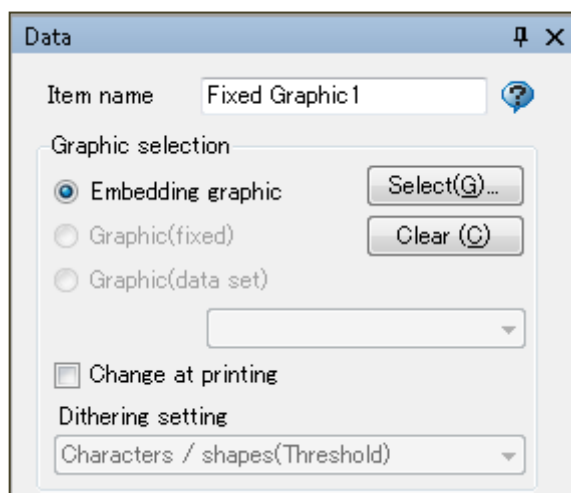 Data
Item name Fixed Graphic1
Graphic selection
Embedding graphic Select(G)...
Graphic(fixed) Clear (C)
Graphic(data set)
Change at printing
Dithering setting
Characters / shapes(Threshold)